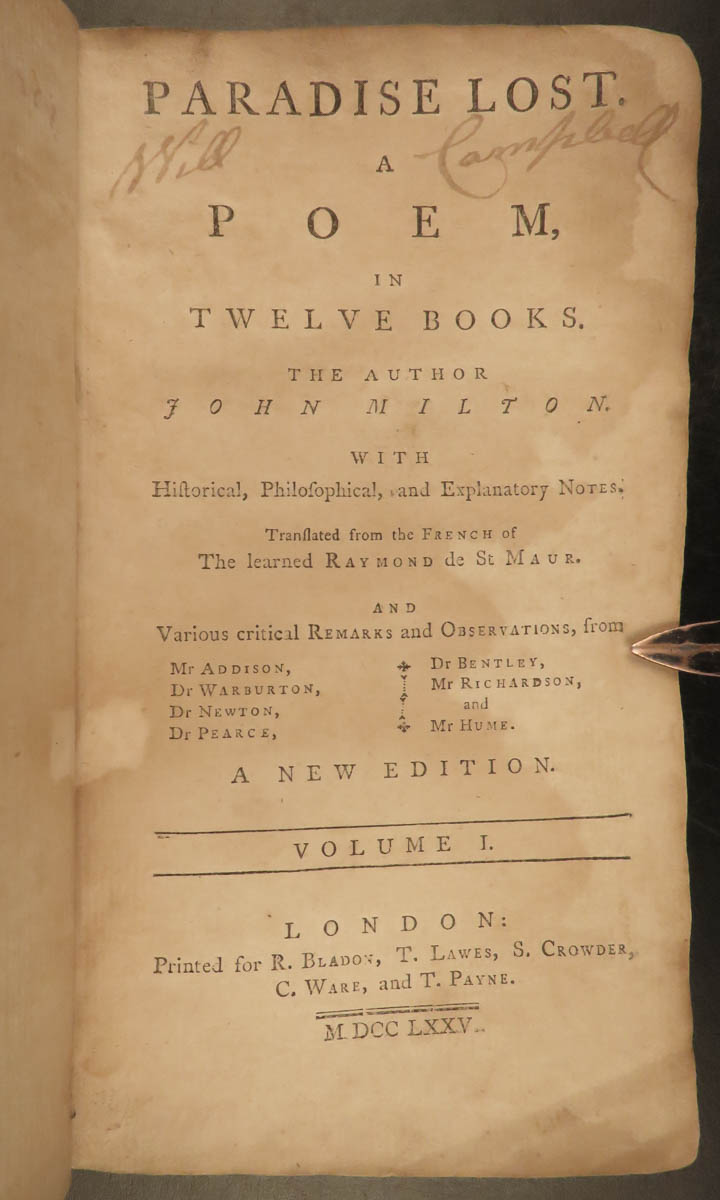 PARADISE LOST.
Will Campbell
A
POEM,
IN
TWELVE BOOKS.
THE AUTHOR
JOHN MILTON.
WITH
Hiſtorical, Philoſophical, and Explanatory NOTES.
Tranſlated from the FRENCH of
The learned RAYMOND de St MAUR.
AND
Various critical REMARKS and OBSERVATIONS, from
Mr ADDISON,
Dr WARBURTON,
Dr NEWTON,
Dr PEARCE,
Dr BENTLEY,
Mr RICHARDSON,
and
Mr HUME.
A NEW EDITION.
VOLUME I.
LONDON:
Printed for R. BLADON, T. LAWES, S. CROWDER,
C. WARE, and T. PAYNE.
M DCC LXXV.